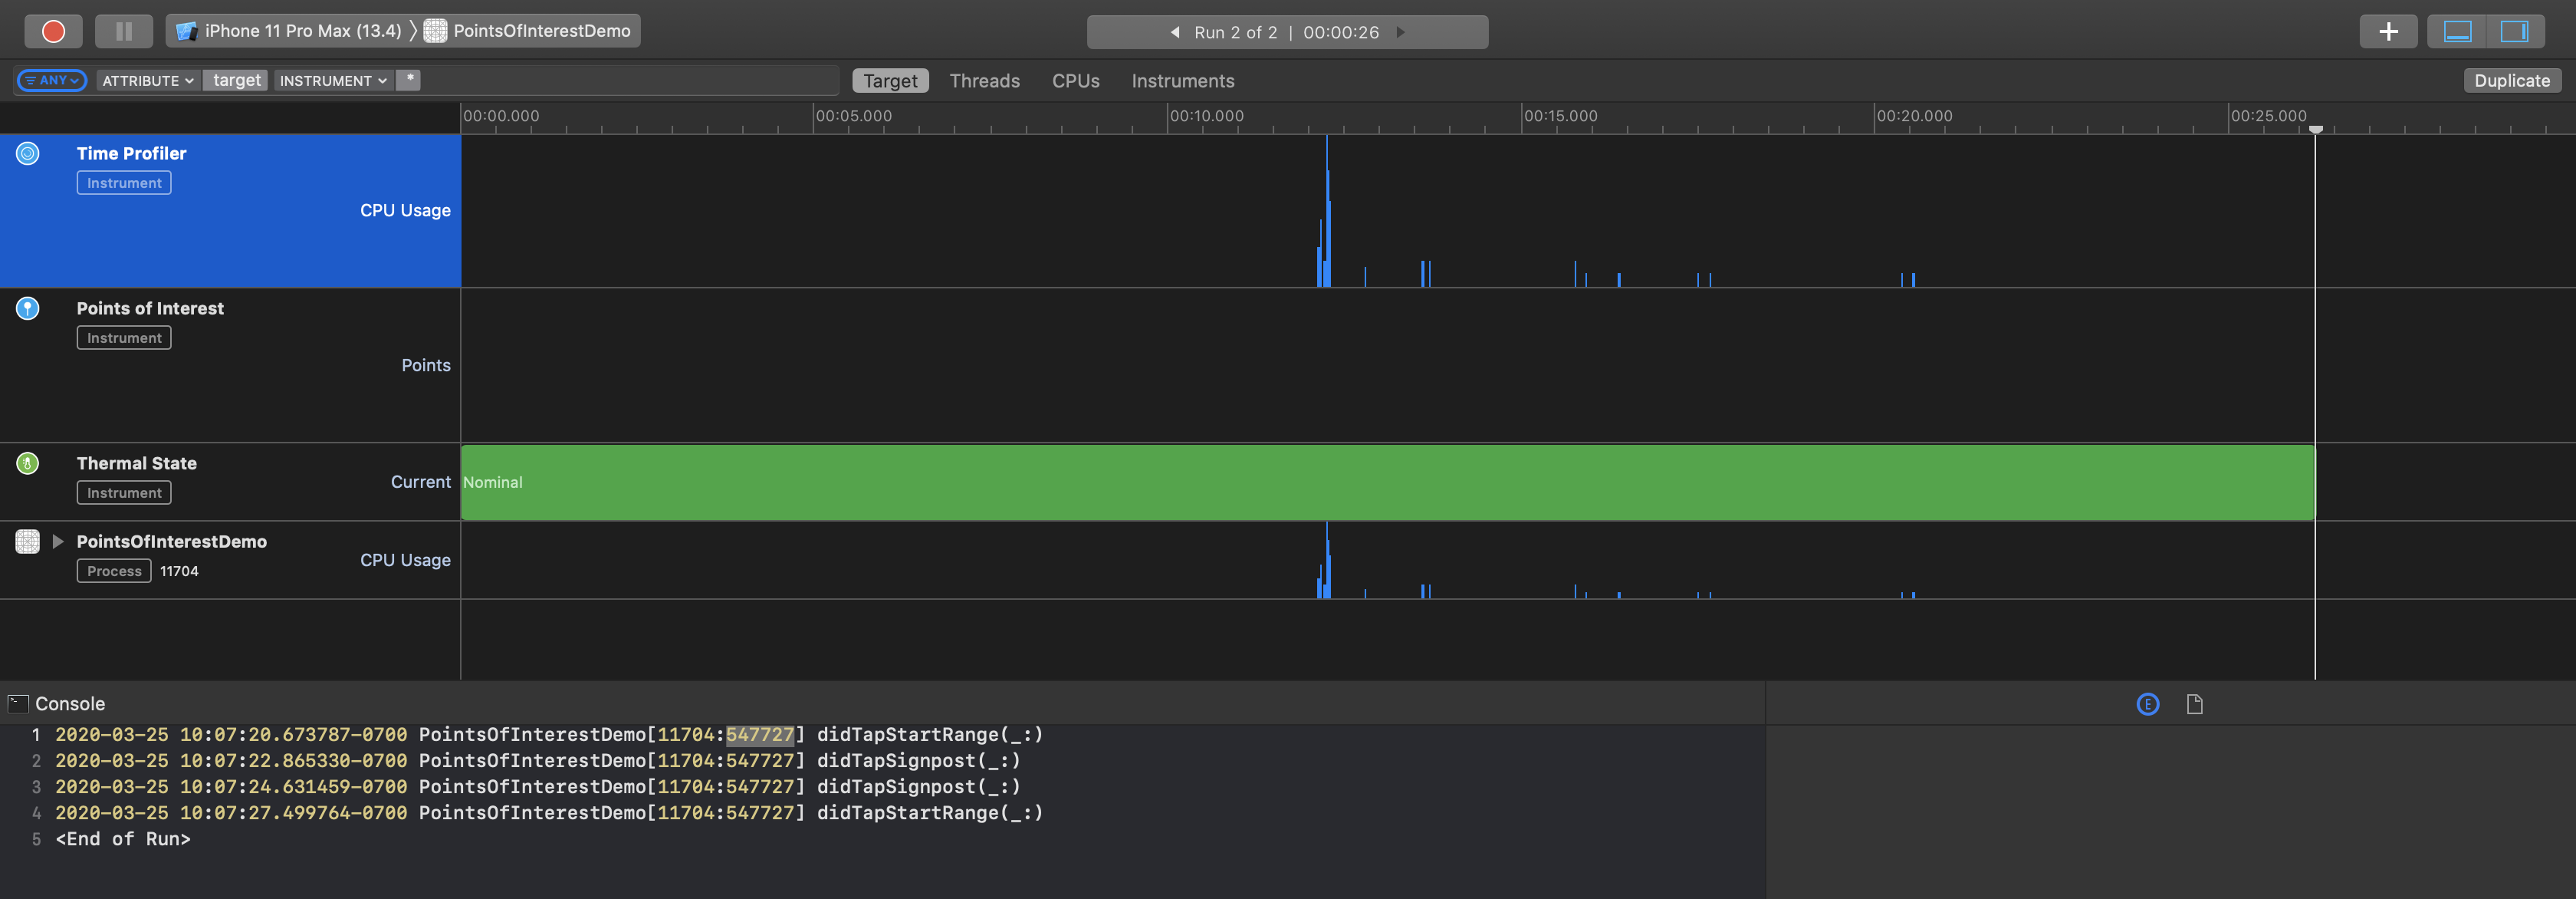 iPhone 11 Pro Max (13.4) 〉 PointsOfInterestDemo
Run 2 of 2 | 00:00:26
ANY ATTRIBUTE target INSTRUMENT *
Target Threads CPUs Instruments
Duplicate
00:00.000 00:05.000 00:10.000 00:15.000 00:20.000 00:25.000
Time Profiler
Instrument
CPU Usage
Points of Interest
Instrument
Points
Thermal State
Instrument
Current
Nominal
PointsOfInterestDemo
Process 11704
CPU Usage
Console
E
1 2020-03-25 10:07:20.673787-0700 PointsOfInterestDemo[11704:547727] didTapStartRange(_:)
2 2020-03-25 10:07:22.865330-0700 PointsOfInterestDemo[11704:547727] didTapSignpost(_:)
3 2020-03-25 10:07:24.631459-0700 PointsOfInterestDemo[11704:547727] didTapSignpost(_:)
4 2020-03-25 10:07:27.499764-0700 PointsOfInterestDemo[11704:547727] didTapStartRange(_:)
5 <End of Run>